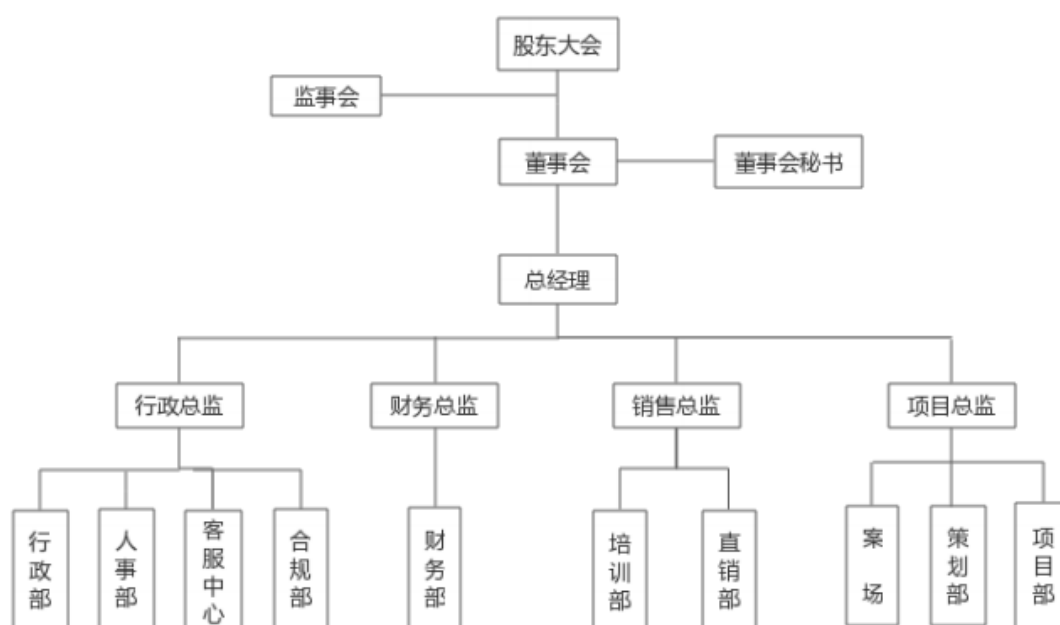 股东大会
监事会
董事会
董事会秘书
总经理
行政总监
财务总监
销售总监
项目总监
行政部
人事部
客服中心
合规部
财务部
培训部
直销部
案场
策划部
项目部